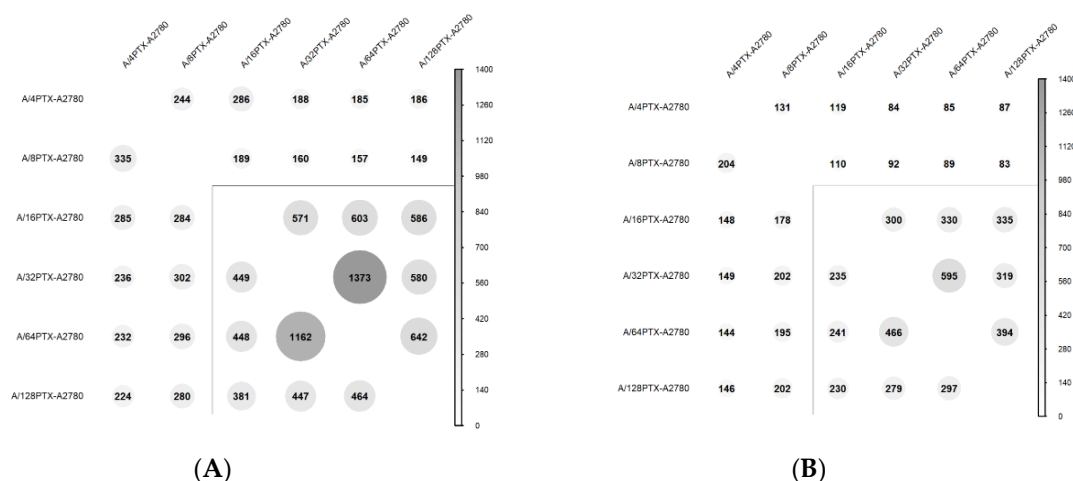 A/4PTX-A2780 A/8PTX-A2780 A/16PTX-A2780 A/32PTX-A2780 A/64PTX-A2780 A/128PTX-A2780
A/4PTX-A2780 244 286 188 185 186
A/8PTX-A2780 335 189 160 157 149
A/16PTX-A2780 285 284 571 603 586
A/32PTX-A2780 236 302 449 1373 580
A/64PTX-A2780 232 296 448 1162 642
A/128PTX-A2780 224 280 381 447 464
1400
1260
1120
980
840
700
560
420
280
140
0
(A)
A/4PTX-A2780 A/8PTX-A2780 A/16PTX-A2780 A/32PTX-A2780 A/64PTX-A2780 A/128PTX-A2780
A/4PTX-A2780 131 119 84 85 87
A/8PTX-A2780 204 110 92 89 83
A/16PTX-A2780 148 178 300 330 335
A/32PTX-A2780 149 202 235 595 319
A/64PTX-A2780 144 195 241 466 394
A/128PTX-A2780 146 202 230 279 297
1400
1260
1120
980
840
700
560
420
280
140
0
(B)